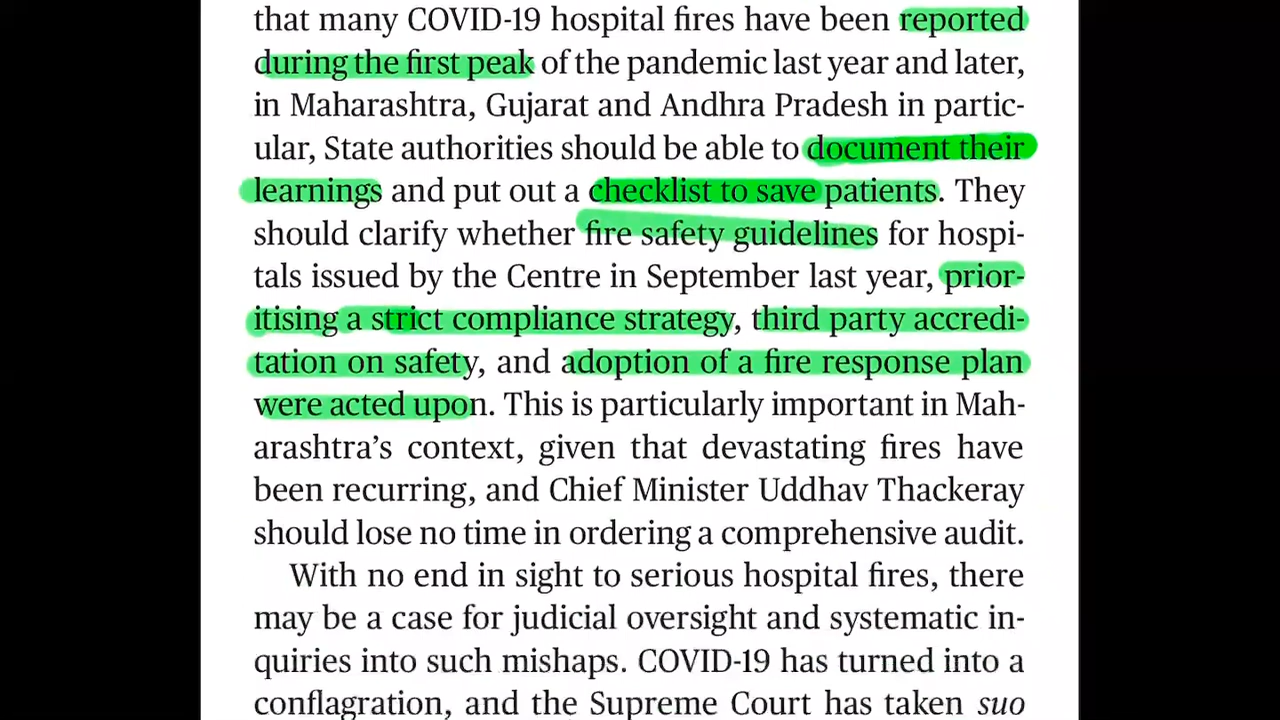 that many COVID-19 hospital fires have been reported
during the first peak of the pandemic last year and later,
in Maharashtra, Gujarat and Andhra Pradesh in partic-
ular, State authorities should be able to document their
learnings and put out a checklist to save patients. They
should clarify whether fire safety guidelines for hospi-
tals issued by the Centre in September last year, prior-
itising a strict compliance strategy, third party accredi-
tation on safety, and adoption of a fire response plan
were acted upon. This is particularly important in Mah-
arashtra's context, given that devastating fires have
been recurring, and Chief Minister Uddhav Thackeray
should lose no time in ordering a comprehensive audit.
With no end in sight to serious hospital fires, there
may be a case for judicial oversight and systematic in-
quiries into such mishaps. COVID-19 has turned into a
conflagration, and the Supreme Court has taken suo